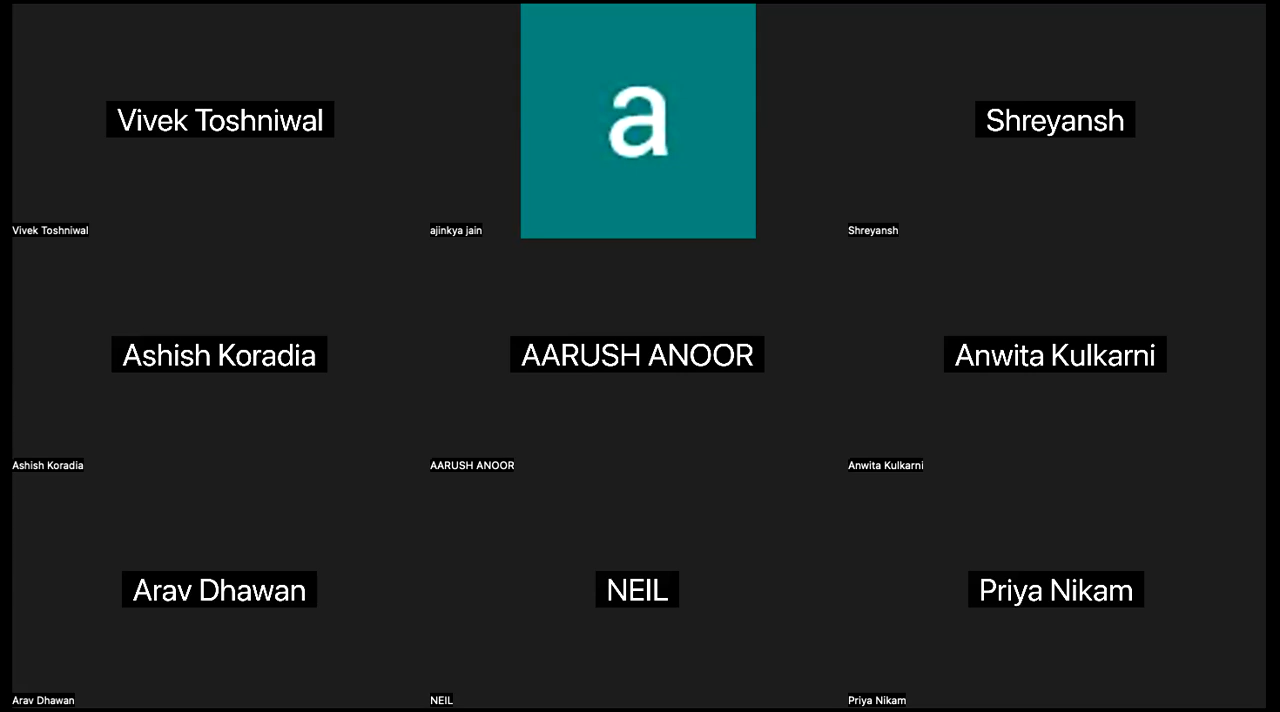 Vivek Toshniwal
a
Shreyansh
Vivek Toshniwal
ajinkya jain
Shreyansh
Ashish Koradia
AARUSH ANOOR
Anwita Kulkarni
Ashish Koradia
AARUSH ANOOR
Anwita Kulkarni
Arav Dhawan
NEIL
Priya Nikam
Arav Dhawan
NEIL
Priya Nikam